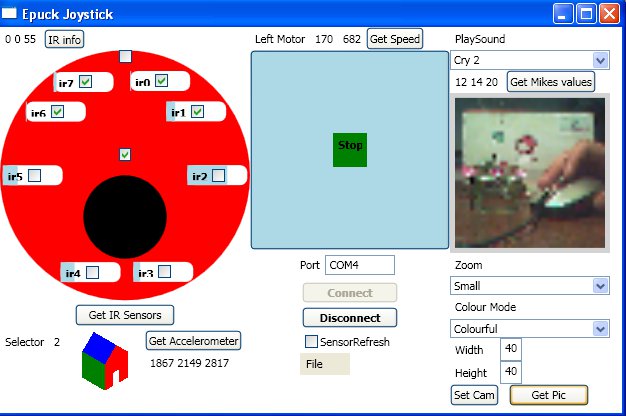 Epuck Joystick
0 0 55 IR info
Left Motor 170 682 Get Speed
PlaySound
Cry 2
12 14 20 Get Mikes values
ir7 ir0
ir6 ir1
Stop
ir5 ir2
ir4 ir3
Port COM4
Connect
Disconnect
SensorRefresh
File
Get IR Sensors
Selector 2
Get Accelerometer
1867 2149 2817
Zoom
Small
Colour Mode
Colourful
Width 40
Height 40
Set Cam Get Pic